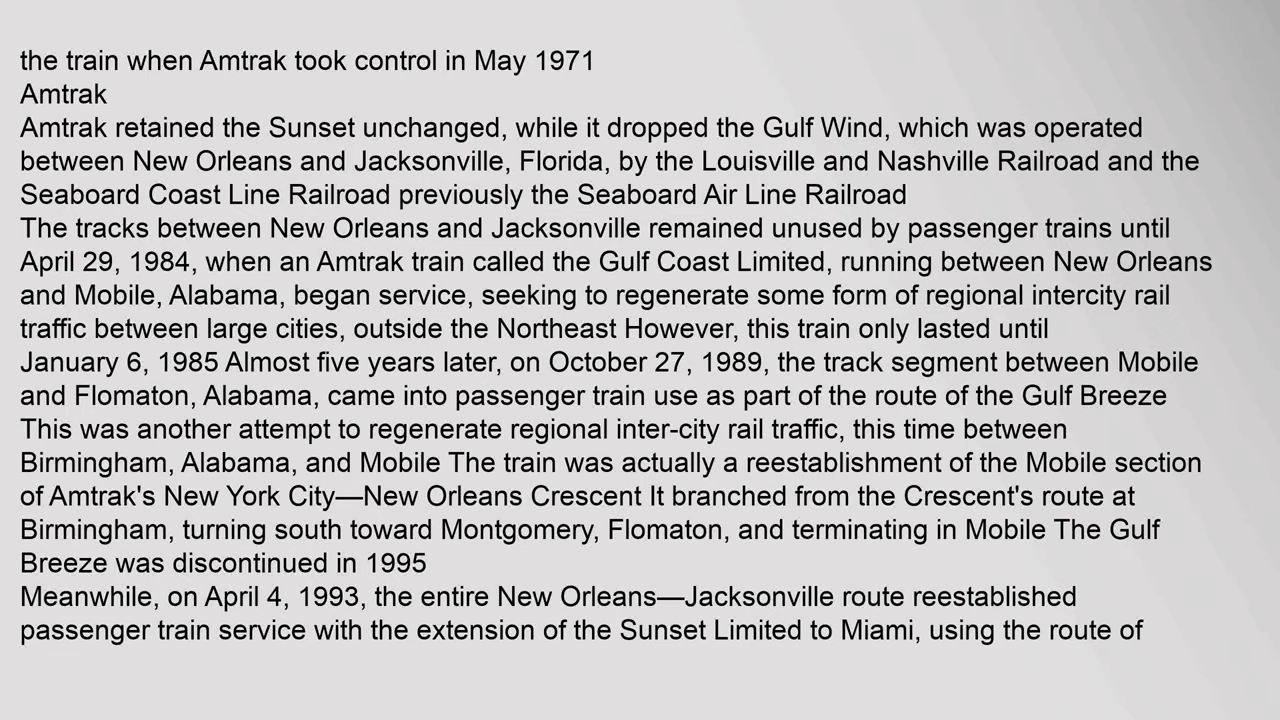 the train when Amtrak took control in May 1971
Amtrak
Amtrak retained the Sunset unchanged, while it dropped the Gulf Wind, which was operated
between New Orleans and Jacksonville, Florida, by the Louisville and Nashville Railroad and the
Seaboard Coast Line Railroad previously the Seaboard Air Line Railroad
The tracks between New Orleans and Jacksonville remained unused by passenger trains until
April 29, 1984, when an Amtrak train called the Gulf Coast Limited, running between New Orleans
and Mobile, Alabama, began service, seeking to regenerate some form of regional intercity rail
traffic between large cities, outside the Northeast However, this train only lasted until
January 6, 1985 Almost five years later, on October 27, 1989, the track segment between Mobile
and Flomaton, Alabama, came into passenger train use as part of the route of the Gulf Breeze
This was another attempt to regenerate regional inter-city rail traffic, this time between
Birmingham, Alabama, and Mobile The train was actually a reestablishment of the Mobile section
of Amtrak's New York City—New Orleans Crescent It branched from the Crescent's route at
Birmingham, turning south toward Montgomery, Flomaton, and terminating in Mobile The Gulf
Breeze was discontinued in 1995
Meanwhile, on April 4, 1993, the entire New Orleans—Jacksonville route reestablished
passenger train service with the extension of the Sunset Limited to Miami, using the route of